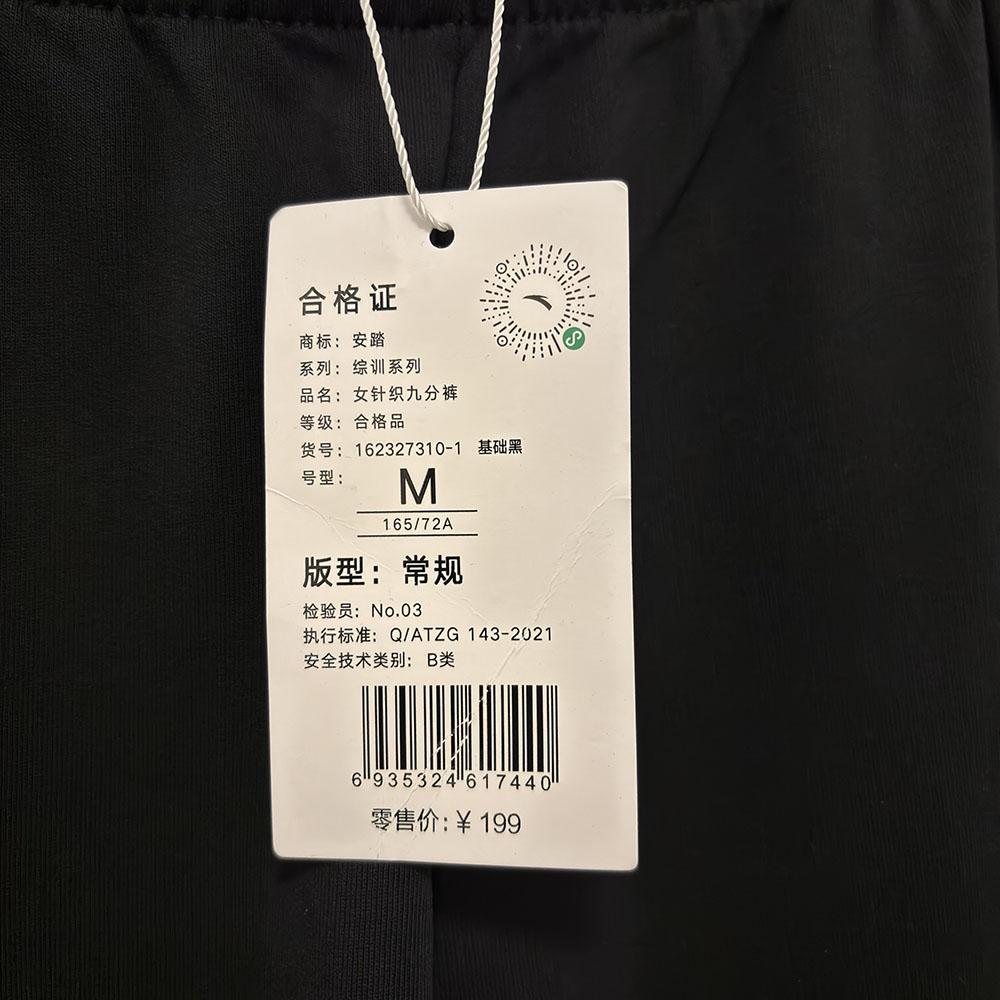 合格证
商标：安踏
系列：综训系列
品名：女针织九分裤
等级：合格品
货号：162327310-1 基础黑
号型：
M
165/72A
版型：常规
检验员：No.03
执行标准：Q/ATZG 143-2021
安全技术类别：B类
6 935324 617440
零售价:¥ 199